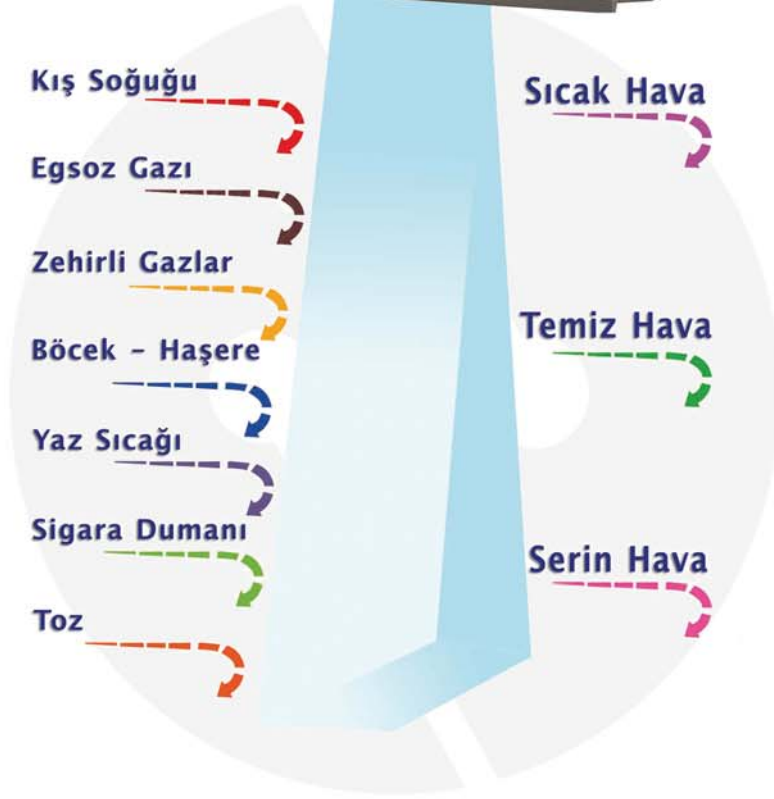 Kış Soğuğu
Egsoz Gazı
Zehirli Gazlar
Böcek - Haşere
Yaz Sıcağı
Sigara Dumanı
Toz
Sıcak Hava
Temiz Hava
Serin Hava